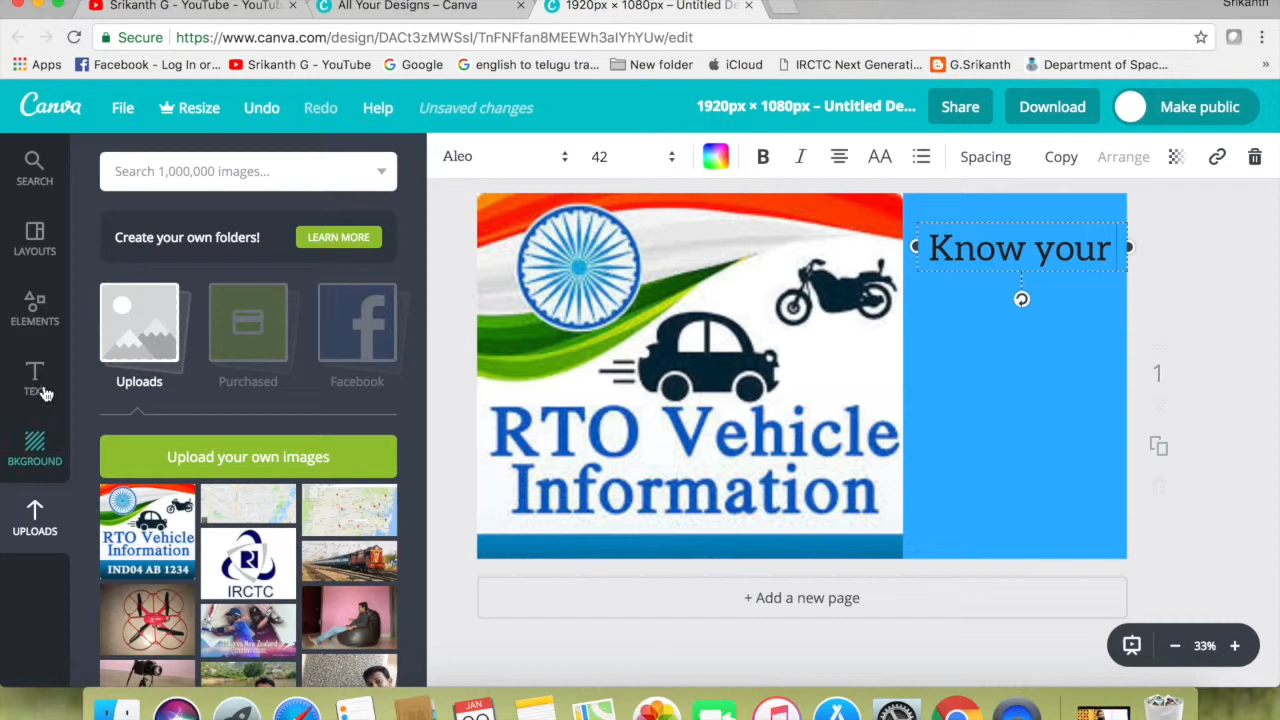 Srikanth G - YouTube - YouTub
All Your Designs – Canva
1920px × 1080px – Untitled De
Srikanth
Secure
https://www.canva.com/design/DACt3zMWSsI/TnFNFfan8MEEWh3aIYhYUw/edit
Apps
Facebook - Log In or...
Srikanth G - YouTube
Google
english to telugu tra...
New folder
iCloud
IRCTC Next Generati...
G.Srikanth
Department of Spac...
»
Canva
File
Resize
Undo
Redo
Help
Unsaved changes
1920px × 1080px – Untitled De...
Share
Download
Make public
SEARCH
LAYOUTS
ELEMENTS
TEXT
BKGROUND
UPLOADS
Search 1,000,000 images...
Create your own folders!
LEARN MORE
Uploads
Purchased
Facebook
Upload your own images
RTO Vehicle
Information
IND04 AB 1234
IRCTC
Aleo
42
B
I
AA
Spacing
Copy
Arrange
RTO Vehicle
Information
Know your
1
+ Add a new page
− 33% +
JAN